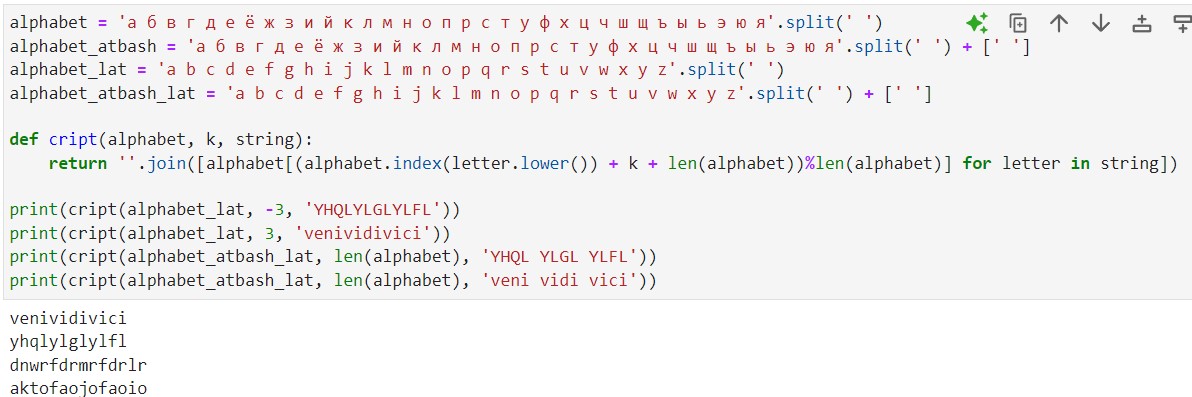 alphabet = 'а б в г д е ё ж з и й к л м н о п р с т у ф х ц ч ш щ ъ ы ь э ю я'.split(' ')
alphabet_atbash = 'а б в г д е ё ж з и й к л м н о п р с т у ф х ц ч ш щ ъ ы ь э ю я'.split(' ') + [' ']
alphabet_lat = 'a b c d e f g h i j k l m n o p q r s t u v w x y z'.split(' ')
alphabet_atbash_lat = 'a b c d e f g h i j k l m n o p q r s t u v w x y z'.split(' ') + [' ']
def cript(alphabet, k, string):
return ''.join([alphabet[(alphabet.index(letter.lower()) + k + len(alphabet))%len(alphabet)] for letter in string])
print(cript(alphabet_lat, -3, 'YHQLYLGLYLFL'))
print(cript(alphabet_lat, 3, 'venividivici'))
print(cript(alphabet_atbash_lat, len(alphabet), 'YHQL YLGL YLFL'))
print(cript(alphabet_atbash_lat, len(alphabet), 'veni vidi vici'))
venividivici
yhqlylglylfl
dnwrfdrmrfdrlr
aktofaojofaoio